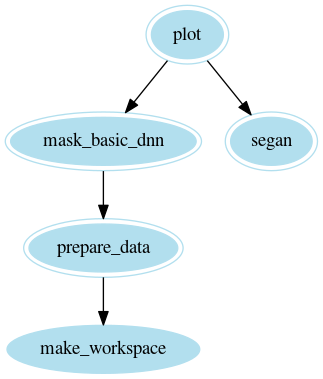 plot
mask_basic_dnn
segan
prepare_data
make_workspace